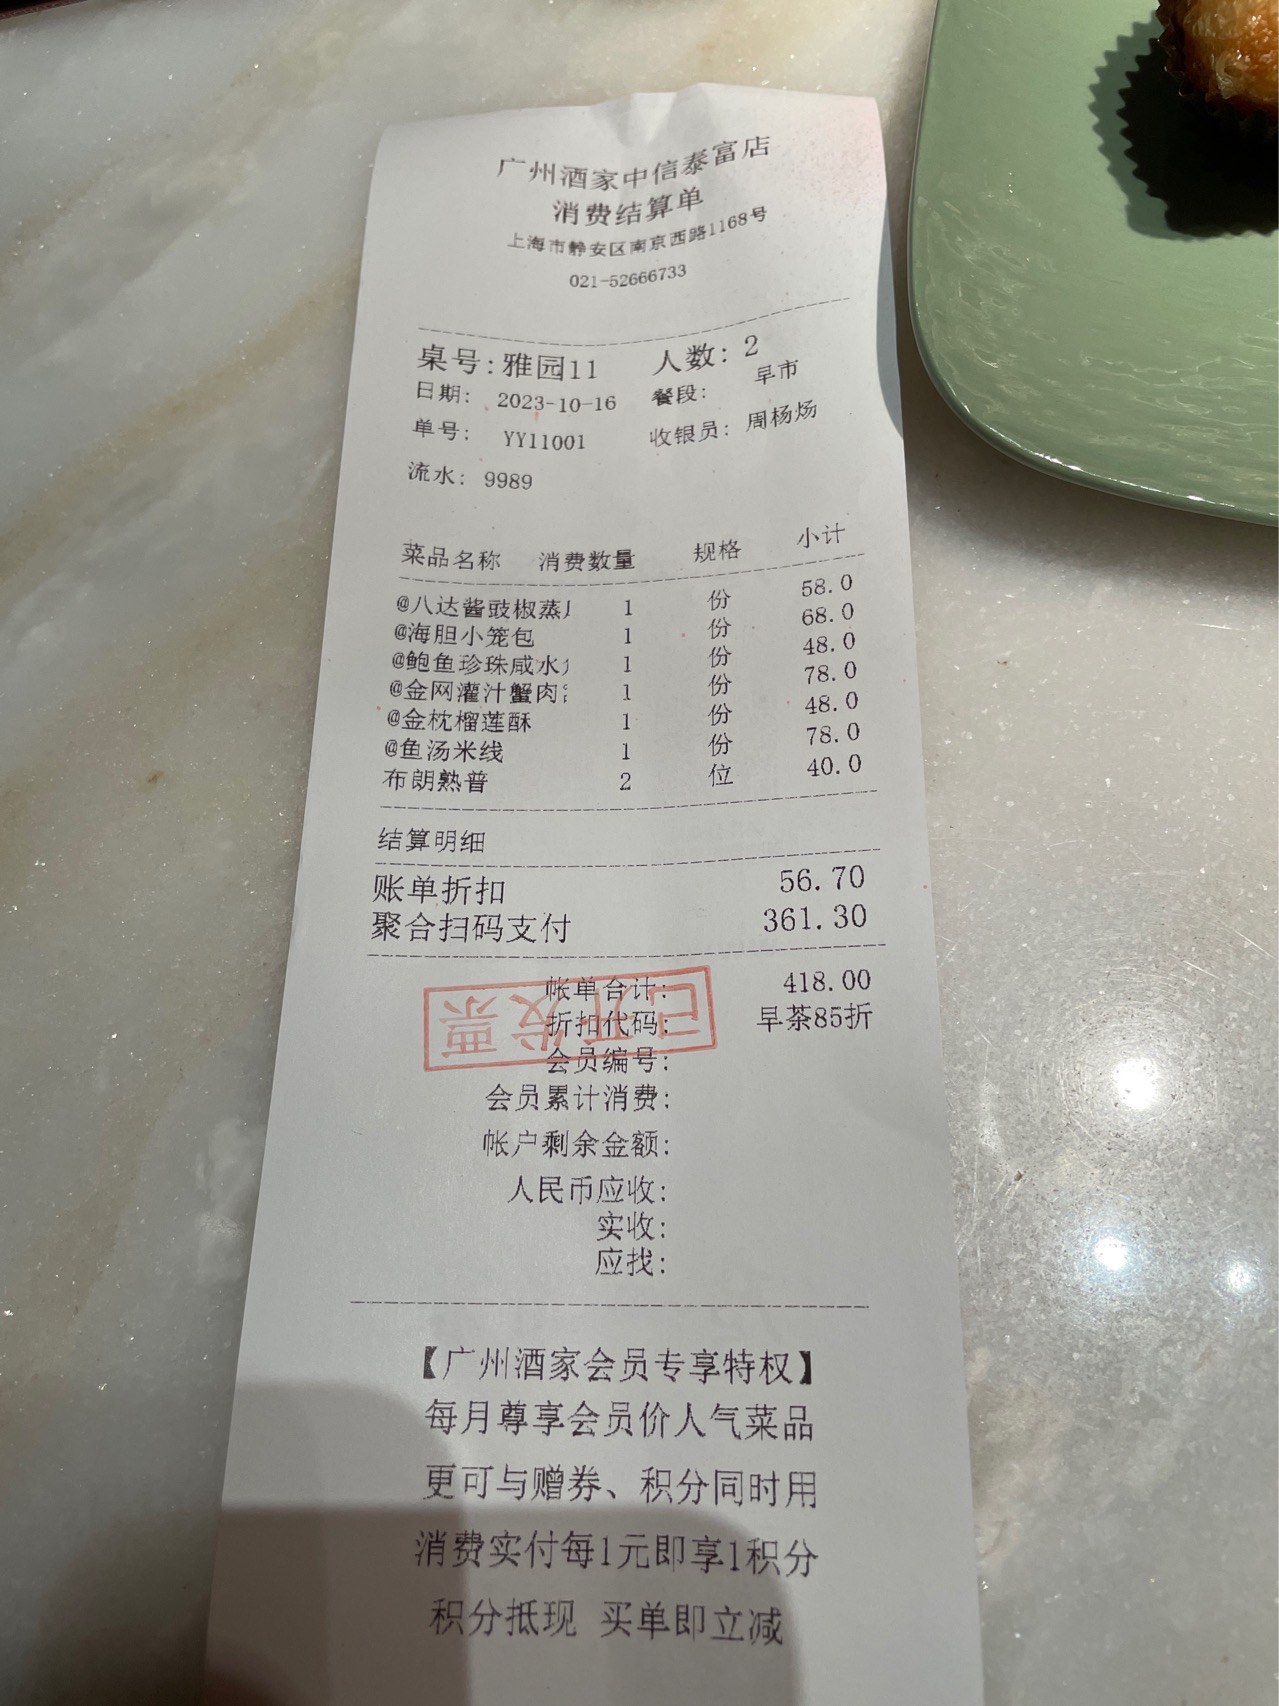 广州酒家中信泰富店
消费结算单
上海市静安区南京西路1168号
021-52666733
桌号:雅园11 人数: 2
日期: 2023-10-16 餐段: 早市
单号: YY11001 收银员: 周杨炀
流水: 9989
菜品名称 消费数量 规格 小计
@八达酱豉椒蒸 1 份 58.0
@海胆小笼包 1 份 68.0
@鲍鱼珍珠咸水 1 份 48.0
@金网灌汁蟹肉 1 份 78.0
@金枕榴莲酥 1 份 48.0
@鱼汤米线 1 份 78.0
布朗熟普 2 位 40.0
结算明细
账单折扣 56.70
聚合扫码支付 361.30
帐单合计: 418.00
折扣代码: 早茶85折
已开发票
会员编号:
会员累计消费:
帐户剩余金额:
人民币应收:
实收:
应找:
【广州酒家会员专享特权】
每月尊享会员价人气菜品
更可与赠券、积分同时用
消费实付每1元即享1积分
积分抵现 买单即立减